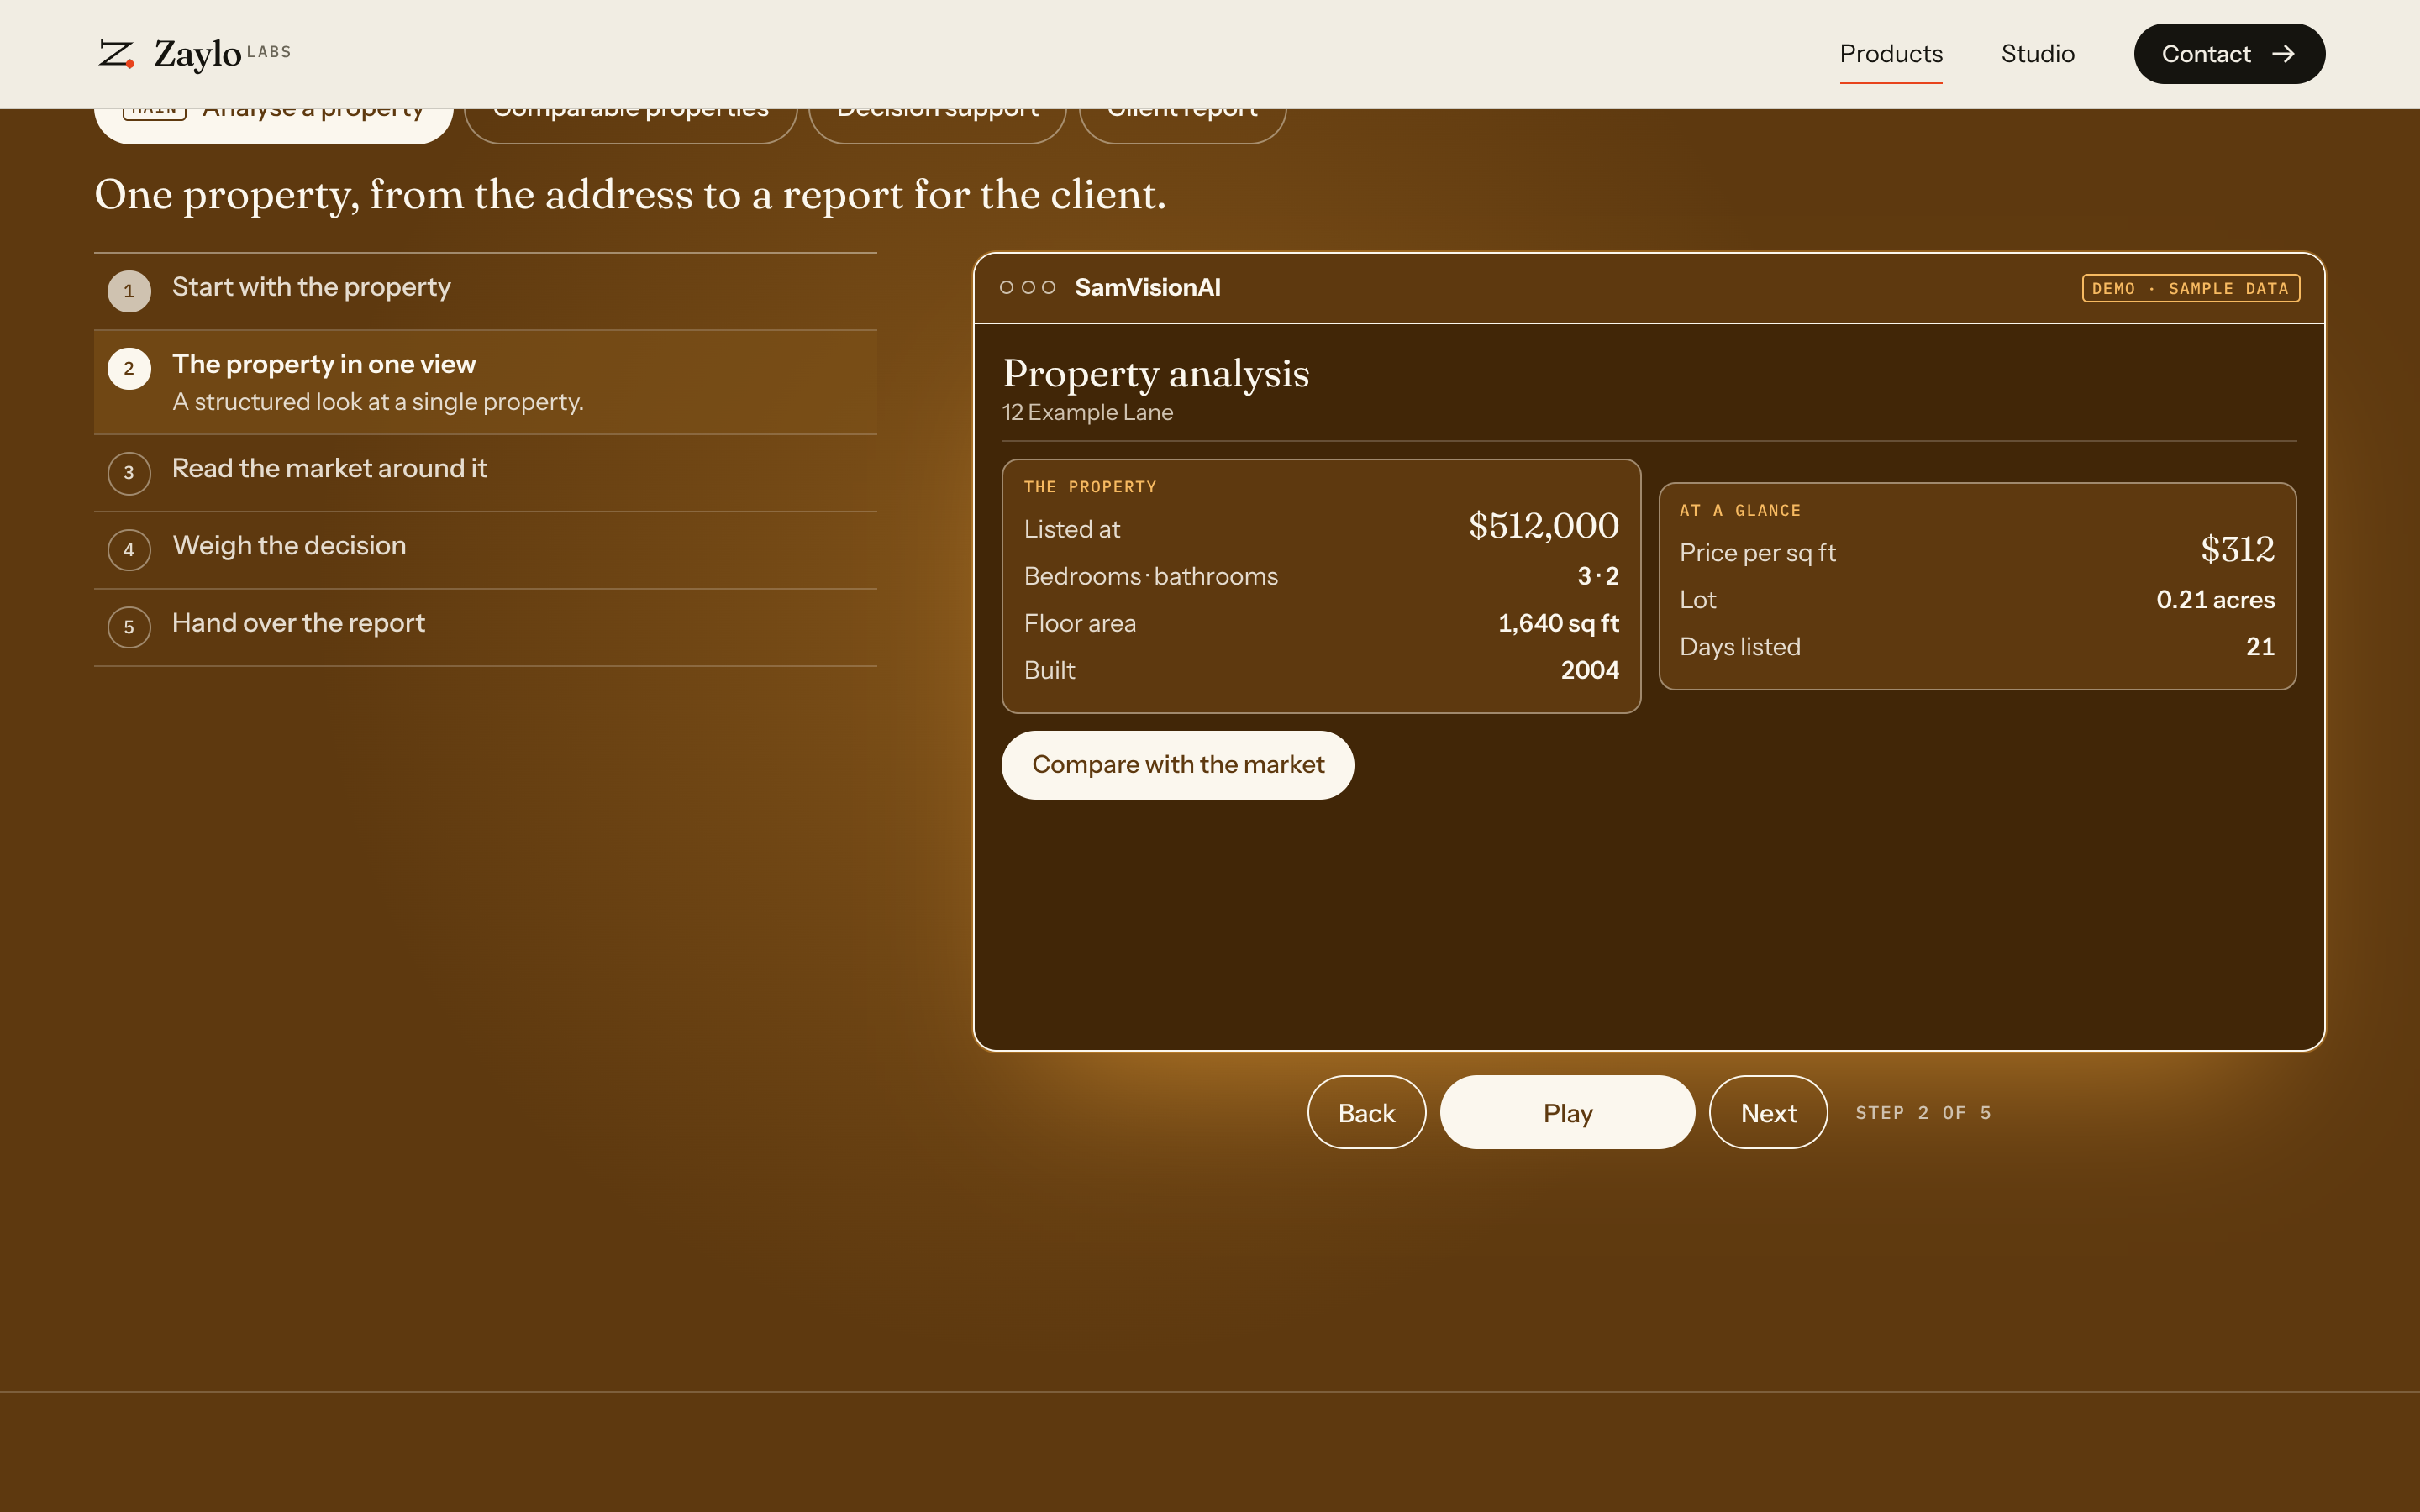 Zaylo LABS
Products
Studio
Contact
MAIN Analyse a property
Comparable properties
Decision support
Client report
One property, from the address to a report for the client.
1 Start with the property
2 The property in one view
A structured look at a single property.
3 Read the market around it
4 Weigh the decision
5 Hand over the report
SamVisionAI
DEMO · SAMPLE DATA
Property analysis
12 Example Lane
THE PROPERTY
Listed at $512,000
Bedrooms · bathrooms 3 · 2
Floor area 1,640 sq ft
Built 2004
AT A GLANCE
Price per sq ft $312
Lot 0.21 acres
Days listed 21
Compare with the market
Back
Play
Next
STEP 2 OF 5